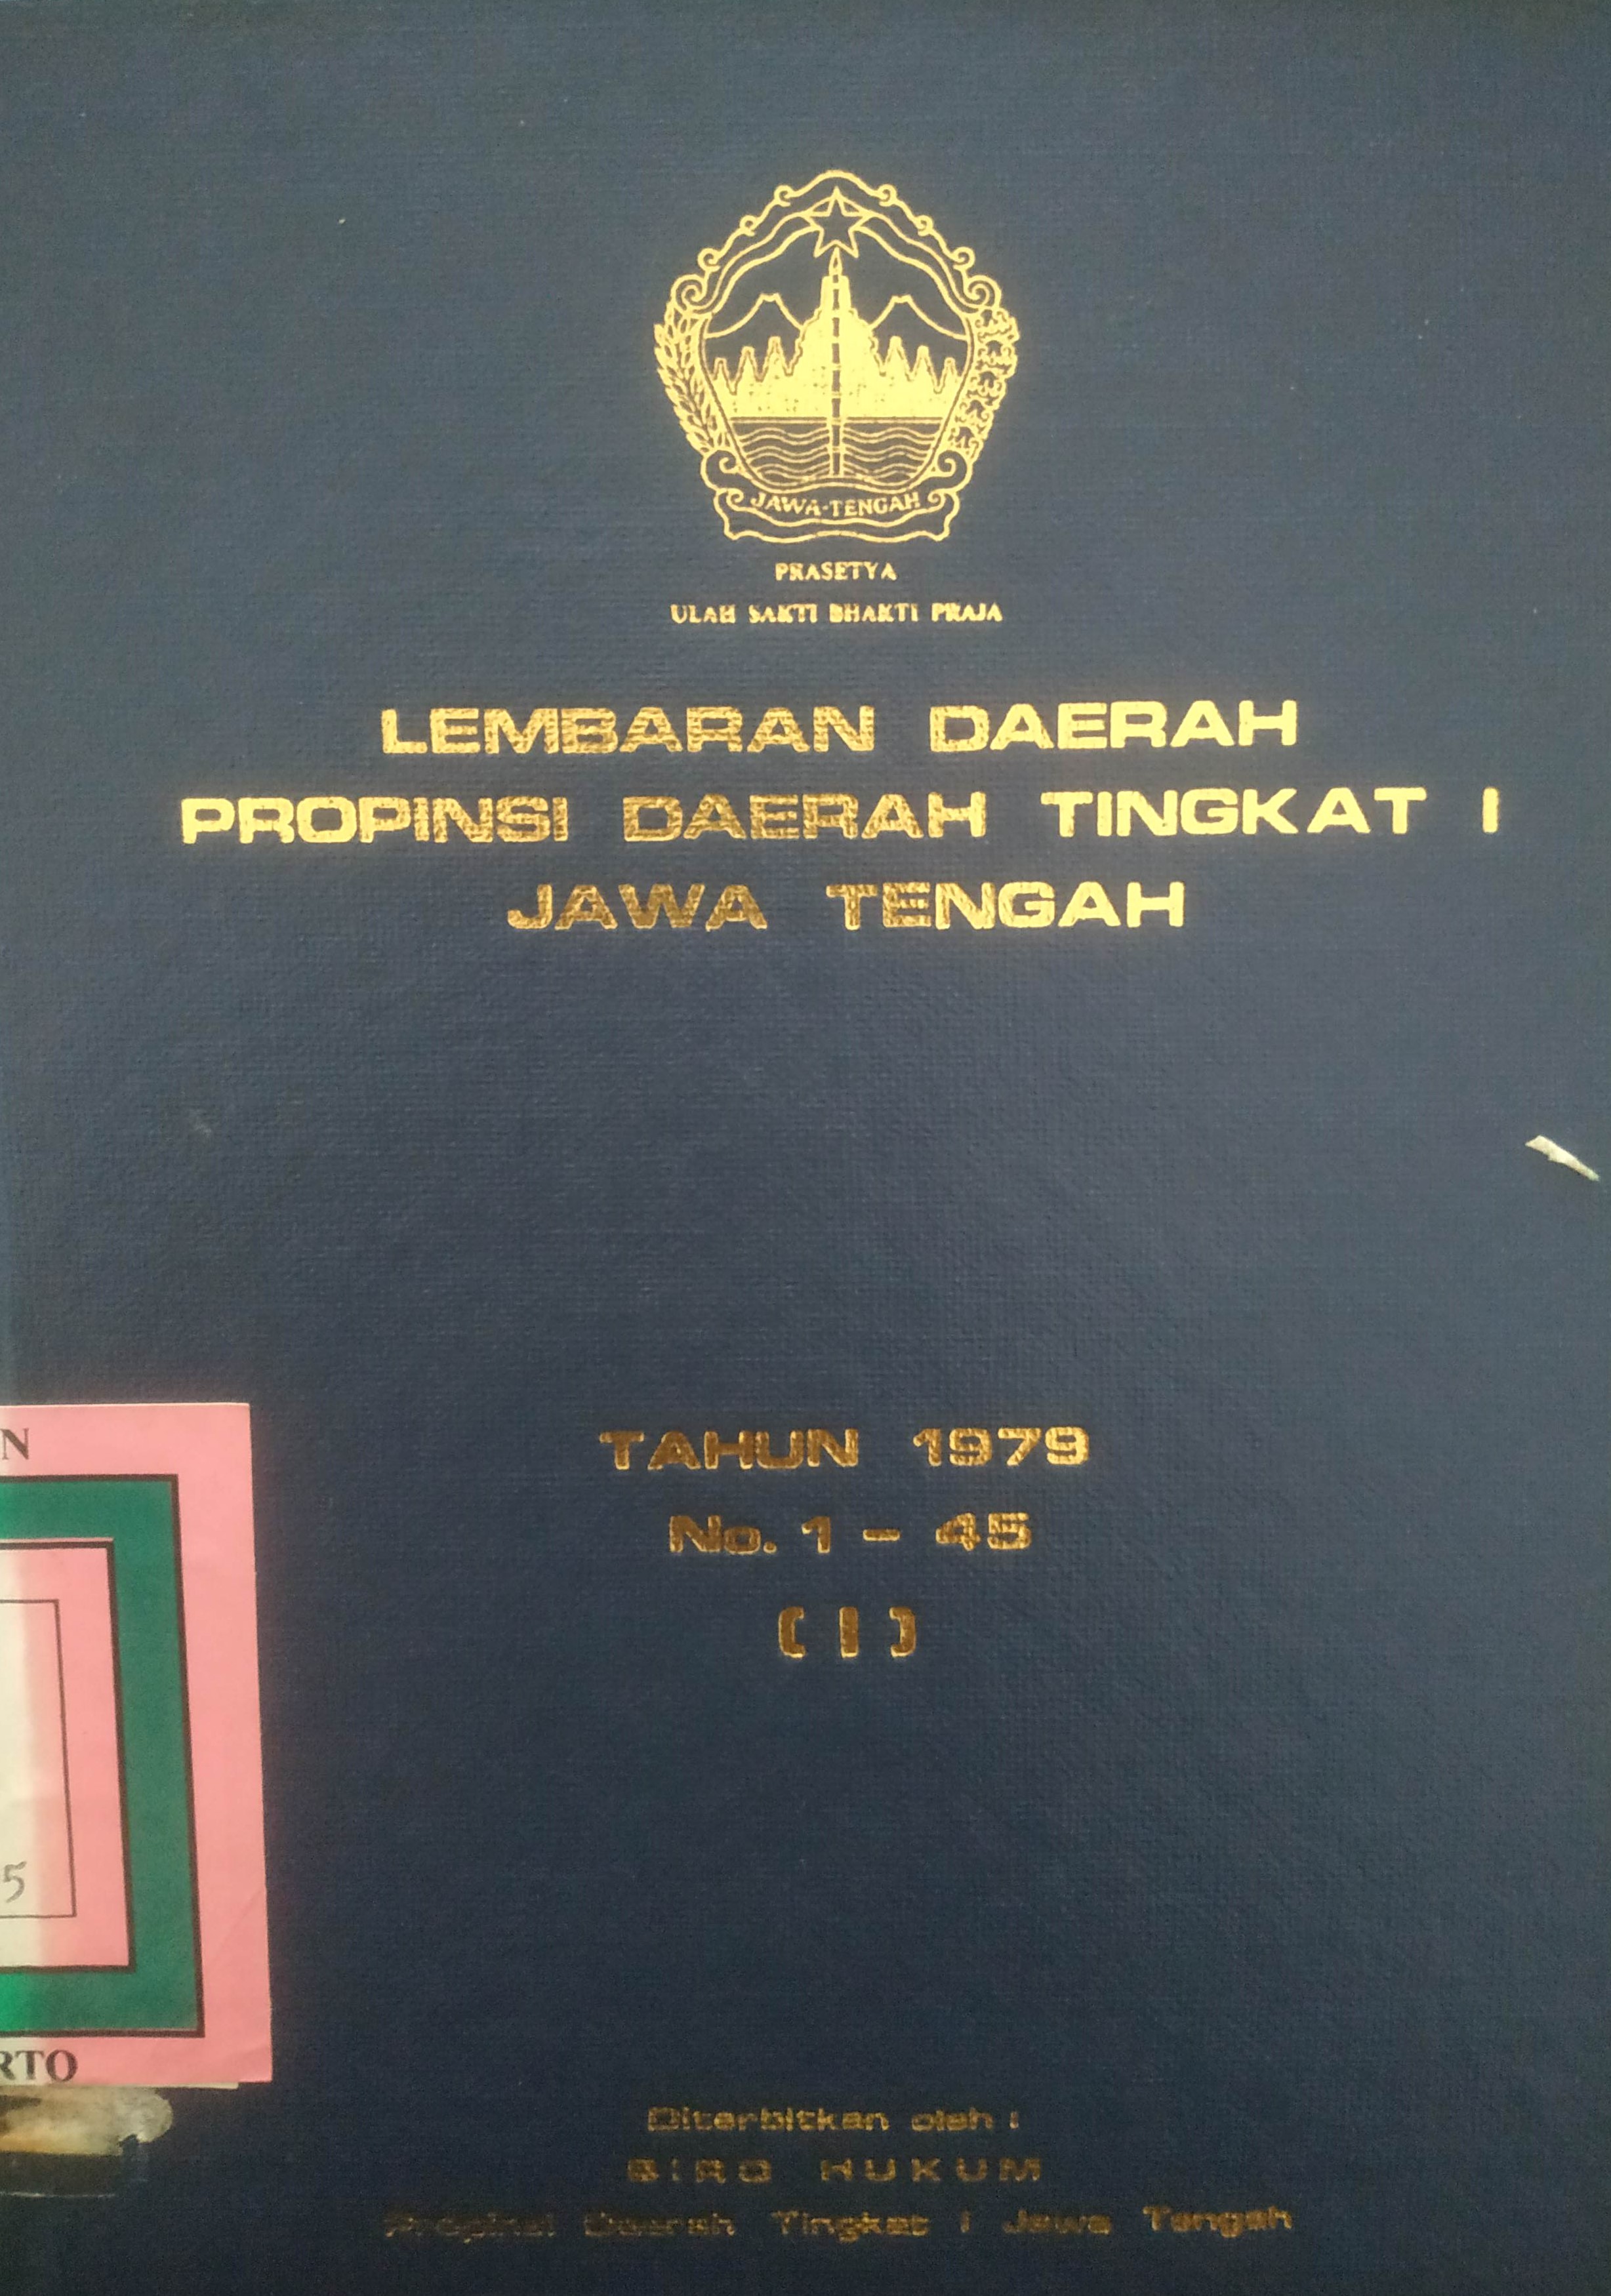 JAWA-TENGAH
PRASETYA
ULAH SAKTI BHAKTI PRAJA
LEMBARAN DAERAH
PROPINSI DAERAH TINGKAT I
JAWA TENGAH
TAHUN 1979
No. 1 - 45
( I )
N
5
RTO
Diterbitkan oleh :
BIRO HUKUM
Propinsi Daerah Tingkat I Jawa Tengah